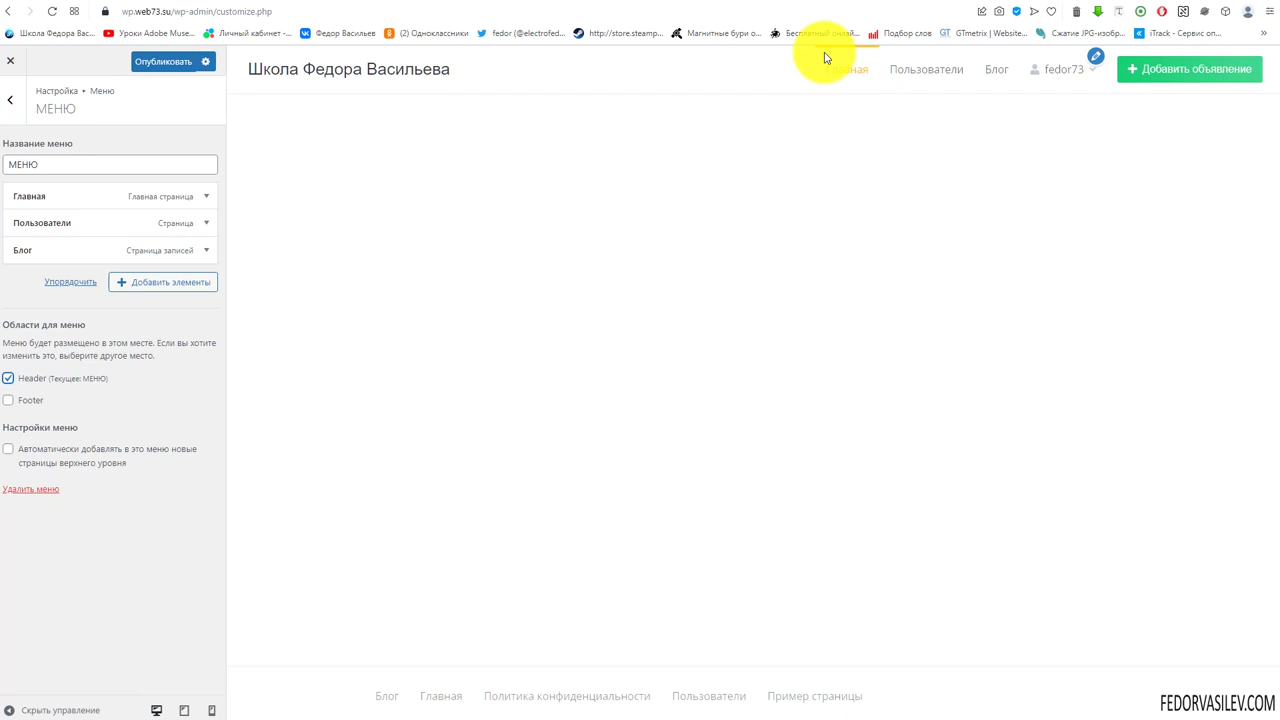 wp.web73.su/wp-admin/customize.php
Школа Федора Вас...
Уроки Adobe Muse...
Личный кабинет -...
Федор Васильев
(2) Одноклассники
fedor (@electrofed...
http://store.steamp...
Магнитные бури о...
Бесплатный онлай...
Подбор слов
GTmetrix | Website...
Сжатие JPG-изобр...
iTrack - Сервис оп...
»
Опубликовать
Школа Федора Васильева
Главная
Пользователи
Блог
fedor73
Добавить объявление
Настройка ▸ Меню
МЕНЮ
Название меню
МЕНЮ
Главная Главная страница
Пользователи Страница
Блог Страница записей
Упорядочить
Добавить элементы
Области для меню
Меню будет размещено в этом месте. Если вы хотите
изменить это, выберите другое место.
Header (Текущее: МЕНЮ)
Footer
Настройки меню
Автоматически добавлять в это меню новые
страницы верхнего уровня
Удалить меню
Блог
Главная
Политика конфиденциальности
Пользователи
Пример страницы
Скрыть управление
FEDORVASILEV.COM